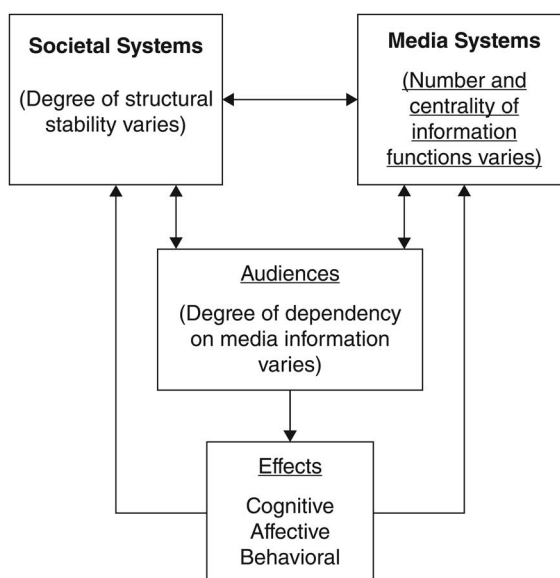 Societal Systems
(Degree of structural
stability varies)
Media Systems
(Number and
centrality of
information
functions varies)
Audiences
(Degree of dependency
on media information
varies)
Effects
Cognitive
Affective
Behavioral